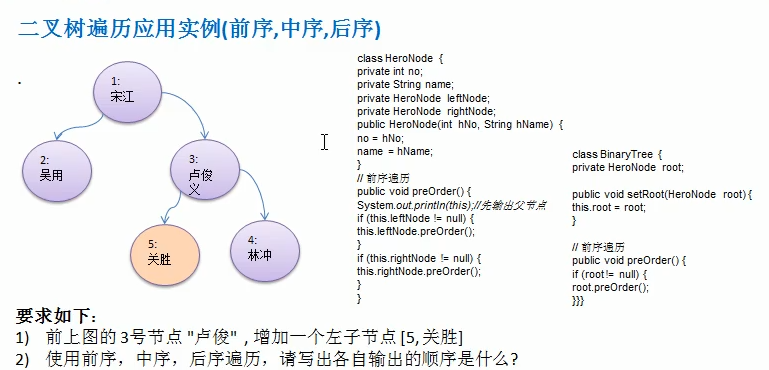 二叉树遍历应用实例(前序,中序,后序)
1:
宋江
2:
吴用
3:
卢俊
义
5:
关胜
4:
林冲
class HeroNode {
private int no;
private String name;
private HeroNode leftNode;
private HeroNode rightNode;
public HeroNode(int hNo, String hName) {
no = hNo;
name = hName;
}
// 前序遍历
public void preOrder() {
System.out.println(this);//先输出父节点
if (this.leftNode != null) {
this.leftNode.preOrder();
}
if (this.rightNode != null) {
this.rightNode.preOrder();
}
}
class BinaryTree {
private HeroNode root;
public void setRoot(HeroNode root) {
this.root = root;
}
// 前序遍历
public void preOrder() {
if (root != null) {
root.preOrder();
}}}
要求如下:
1) 前上图的 3号节点 "卢俊" , 增加一个左子节点 [5, 关胜]
2) 使用前序，中序，后序遍历，请写出各自输出的顺序是什么?